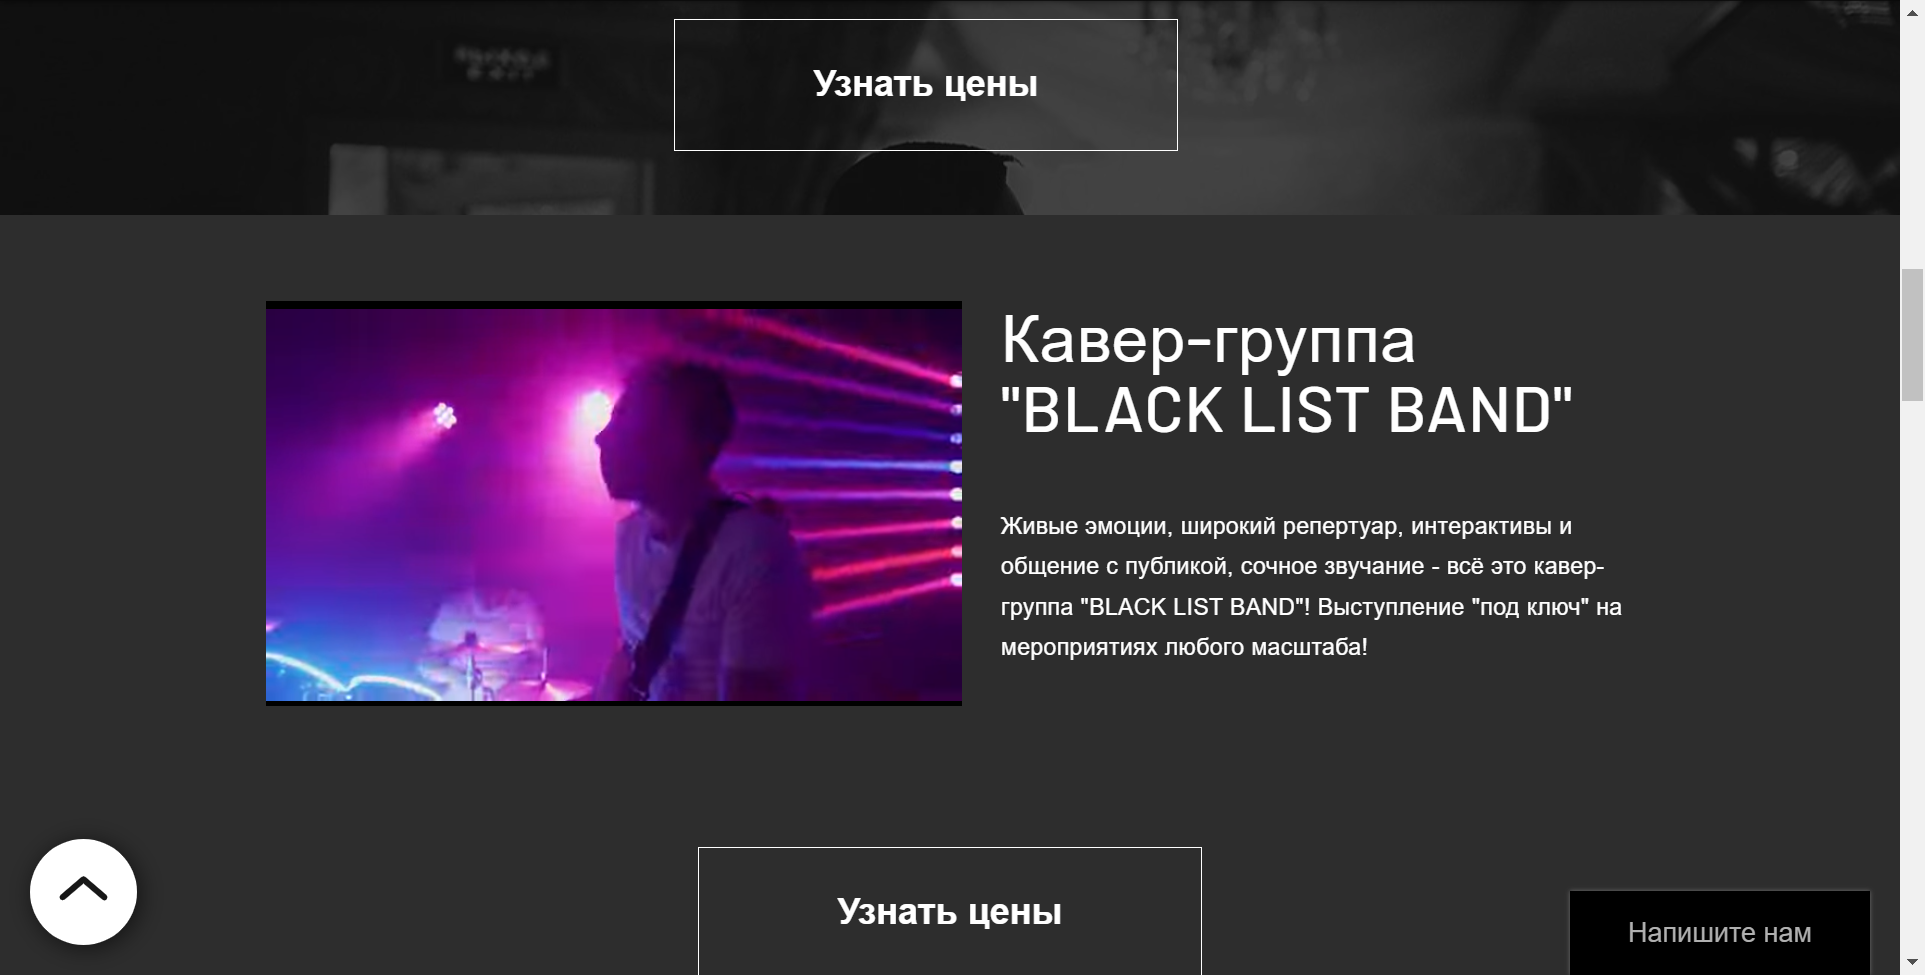 Узнать цены
Кавер-группа
"BLACK LIST BAND"
Живые эмоции, широкий репертуар, интерактивы и
общение с публикой, сочное звучание - всё это кавер-
группа "BLACK LIST BAND"! Выступление "под ключ" на
мероприятиях любого масштаба!
Узнать цены
Напишите нам